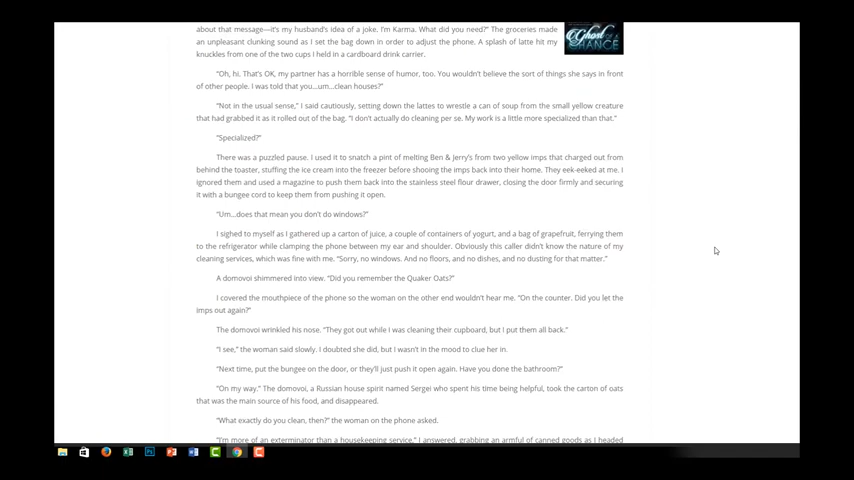 about that message—it's my husband's idea of a joke. I'm Karma. What did you need?" The groceries made
an unpleasant clunking sound as I set the bag down in order to adjust the phone. A splash of latte hit my
knuckles from one of the two cups I held in a cardboard drink carrier.
Ghost of a
CHANCE
"Oh, hi. That's OK, my partner has a horrible sense of humor, too. You wouldn't believe the sort of things she says in front
of other people. I was told that you...um...clean houses?"
"Not in the usual sense," I said cautiously, setting down the lattes to wrestle a can of soup from the small yellow creature
that had grabbed it as it rolled out of the bag. "I don't actually do cleaning per se. My work is a little more specialized than that."
"Specialized?"
There was a puzzled pause. I used it to snatch a pint of melting Ben & Jerry's from two yellow imps that charged out from
behind the toaster, stuffing the ice cream into the freezer before shooing the imps back into their home. They eek-eeked at me. I
ignored them and used a magazine to push them back into the stainless steel flour drawer, closing the door firmly and securing
it with a bungee cord to keep them from pushing it open.
"Um...does that mean you don't do windows?"
I sighed to myself as I gathered up a carton of juice, a couple of containers of yogurt, and a bag of grapefruit, ferrying them
to the refrigerator while clamping the phone between my ear and shoulder. Obviously this caller didn't know the nature of my
cleaning services, which was fine with me. "Sorry, no windows. And no floors, and no dishes, and no dusting for that matter."
A domovoi shimmered into view. "Did you remember the Quaker Oats?"
I covered the mouthpiece of the phone so the woman on the other end wouldn't hear me. "On the counter. Did you let the
imps out again?"
The domovoi wrinkled his nose. "They got out while I was cleaning their cupboard, but I put them all back."
"I see," the woman said slowly. I doubted she did, but I wasn't in the mood to clue her in.
"Next time, put the bungee on the door, or they'll just push it open again. Have you done the bathroom?"
"On my way." The domovoi, a Russian house spirit named Sergei who spent his time being helpful, took the carton of oats
that was the main source of his food, and disappeared.
"What exactly do you clean, then?" the woman on the phone asked.
"I'm more of an exterminator than a housekeeping service," I answered, grabbing an armful of canned goods as I headed